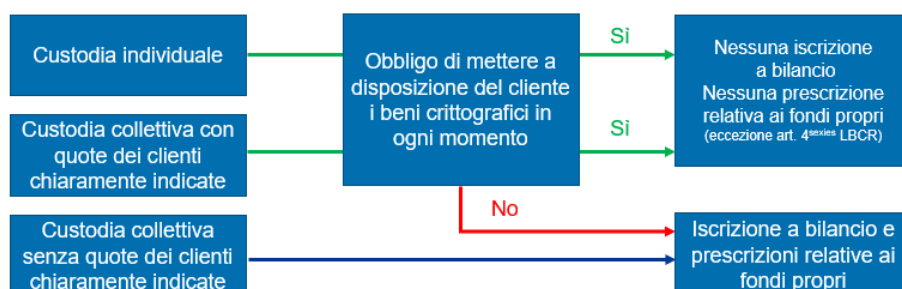 Custodia individuale
Custodia collettiva con
quote dei clienti
chiaramente indicate
Custodia collettiva
senza quote dei clienti
chiaramente indicate
Obbligo di mettere a
disposizione del cliente
i beni crittografici in
ogni momento
Sì
Sì
No
Nessuna iscrizione
a bilancio
Nessuna prescrizione
relativa ai fondi propri
(eccezione art. 4sexies LBCR)
Iscrizione a bilancio e
prescrizioni relative ai
fondi propri